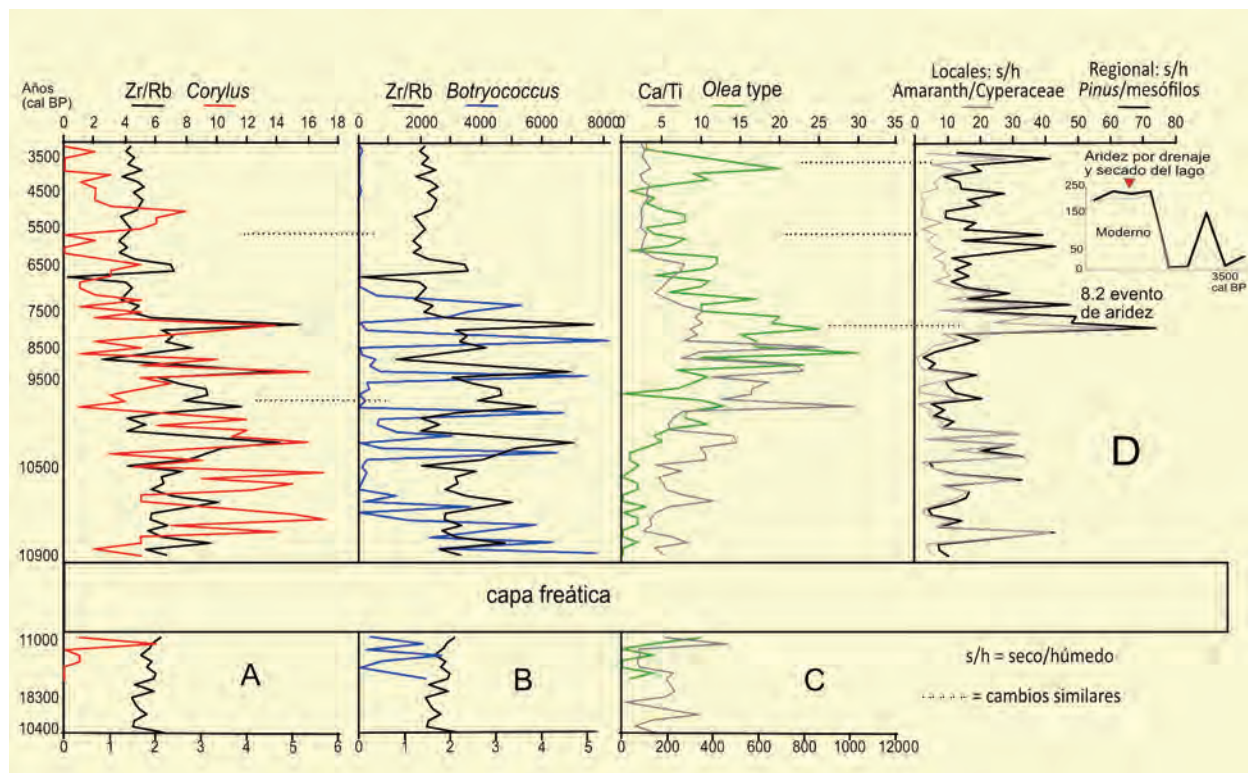 Años
(cal BP)
Zr/Rb
Corylus
Zr/Rb
Botryococcus
Ca/Ti
Olea type
Locales: s/h
Amaranth/Cyperaceae
Regional: s/h
Pinus/mesófilos
0 2 4 6 8 10 12 14 16 18
0 2000 4000 6000 80000
0 5 10 15 20 25 30 35
0 10 20 30 40 50 60 70 80
3500
4500
5500
6500
7500
8500
9500
10500
10900
Aridez por drenaje
y secado del lago
250
150
50
0
Moderno
3500
cal BP
8.2 evento
de aridez
D
capa freática
11000
18300
10400
A
B
C
s/h = seco/húmedo
= cambios similares
0 1 2 3 4 5 6
0 1 2 3 4 5
0 200 400 600 800 1000 12000